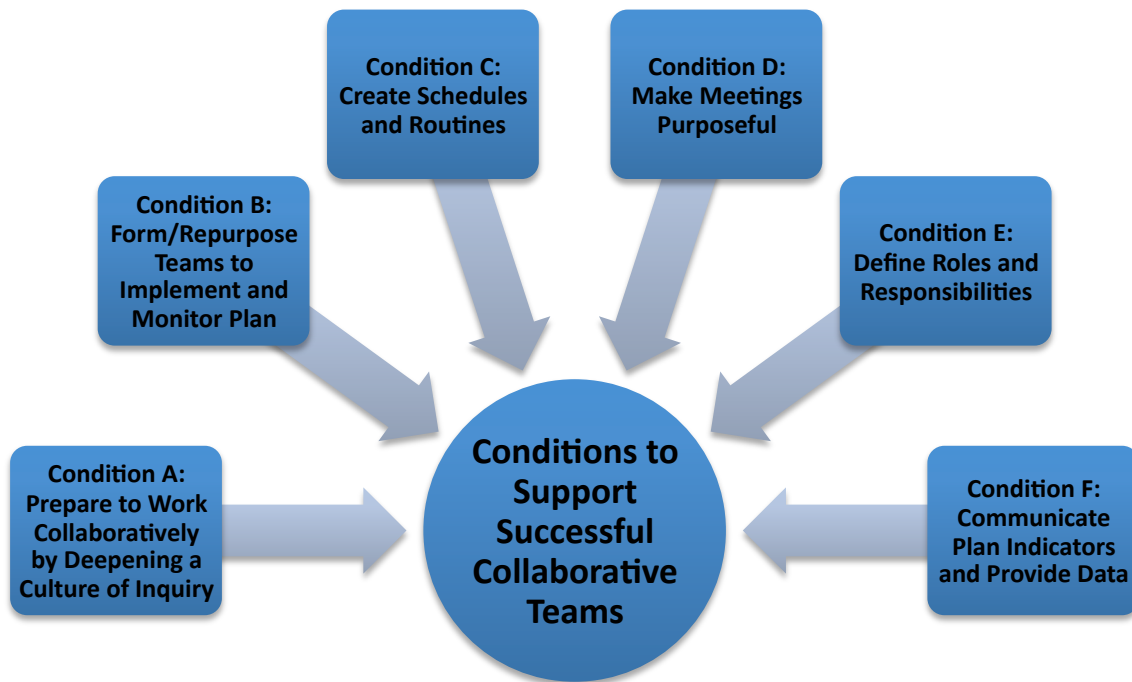 Condition A:
Prepare to Work
Collaboratively
by Deepening a
Culture of Inquiry
Condition B:
Form/Repurpose
Teams to
Implement and
Monitor Plan
Condition C:
Create Schedules
and Routines
Condition D:
Make Meetings
Purposeful
Condition E:
Define Roles and
Responsibilities
Condition F:
Communicate
Plan Indicators
and Provide Data
Conditions to
Support
Successful
Collaborative
Teams